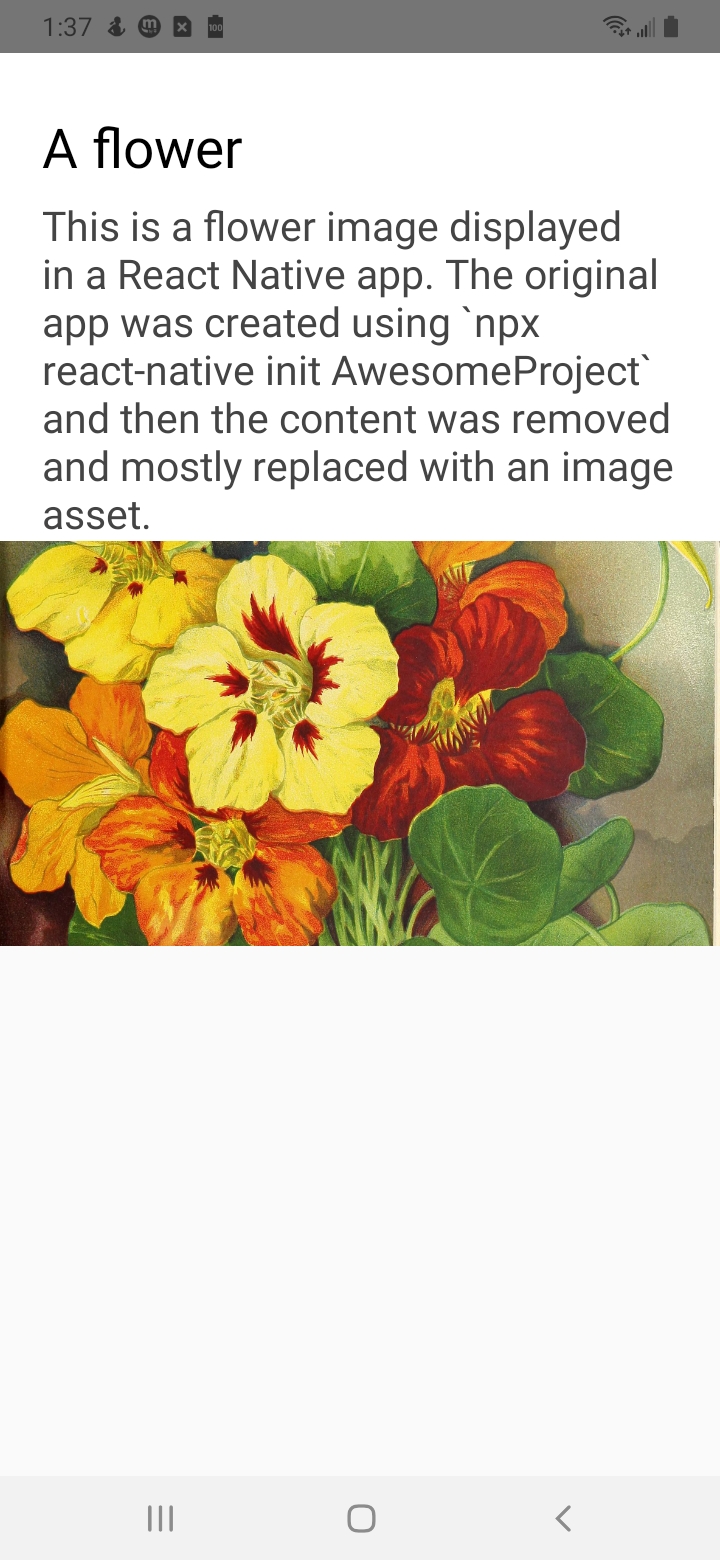 1:37
100
A flower
This is a flower image displayed
in a React Native app. The original
app was created using `npx
react-native init AwesomeProject`
and then the content was removed
and mostly replaced with an image
asset.